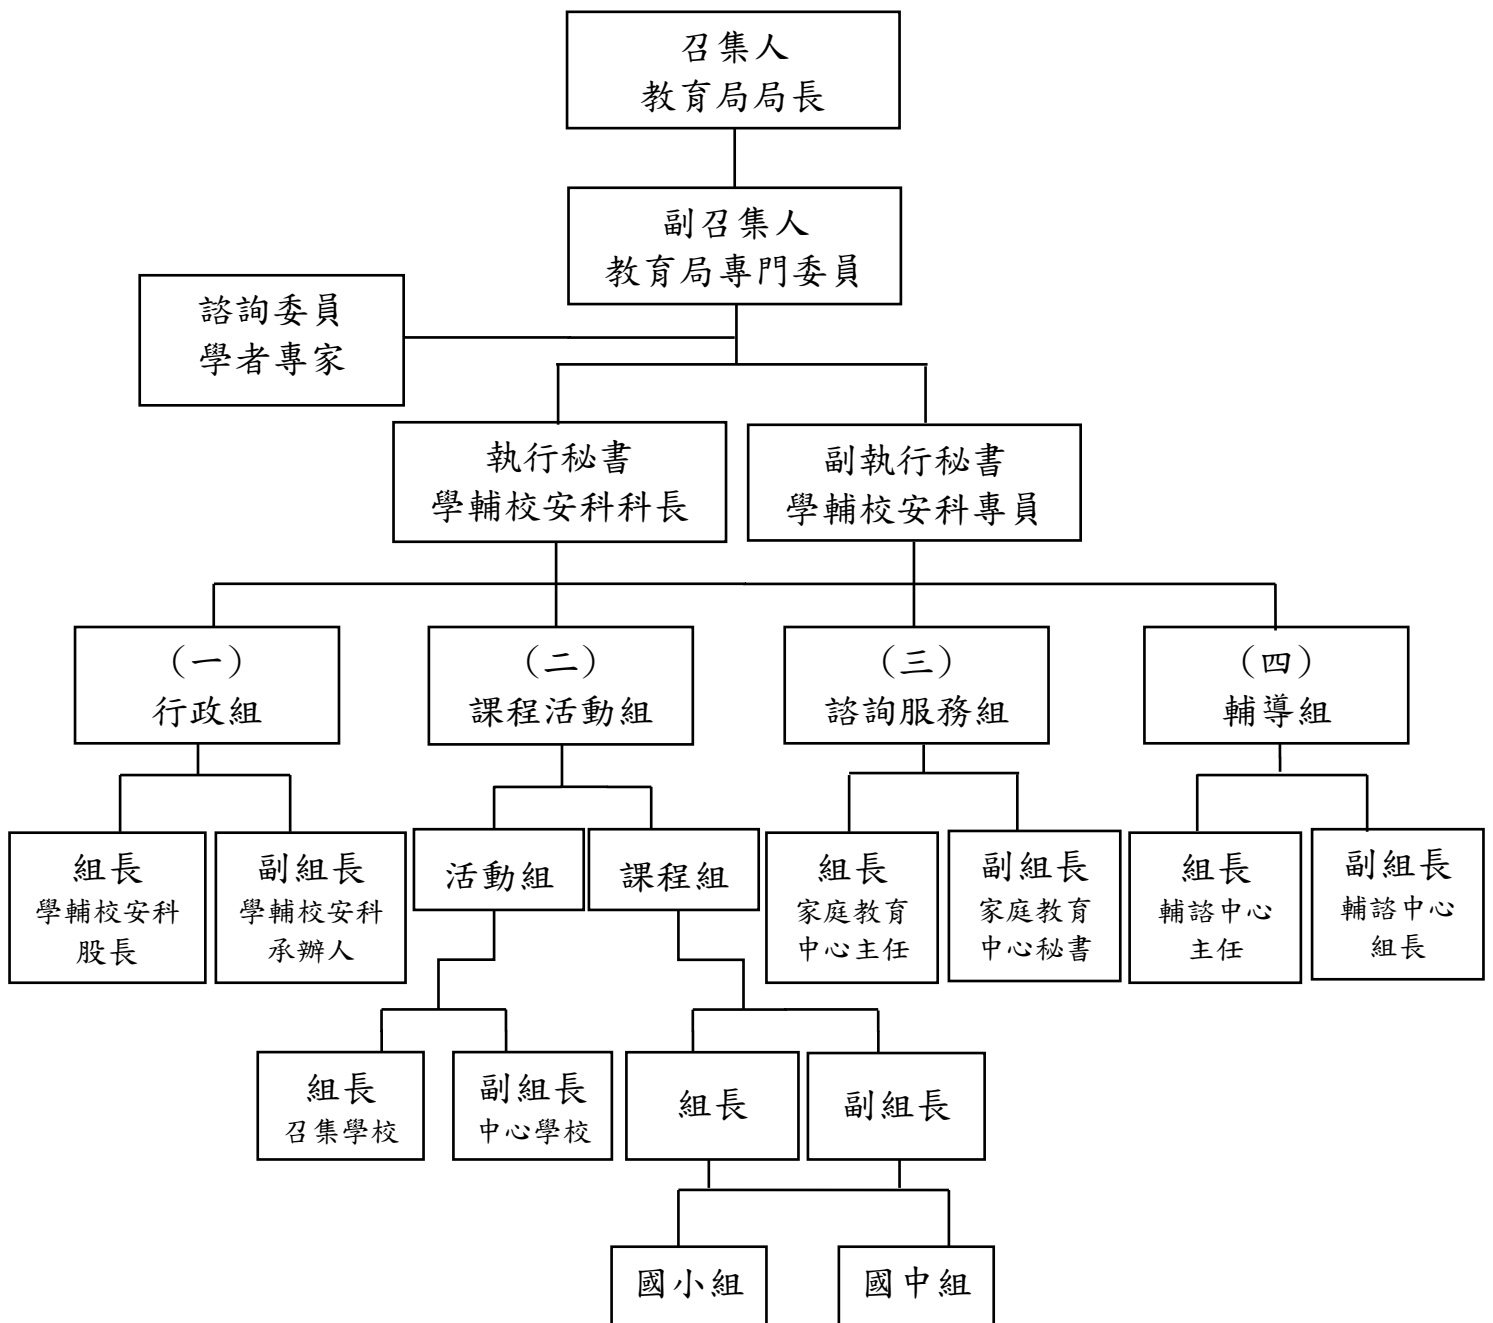 召集人
教育局局長
副召集人
教育局專門委員
諮詢委員
學者專家
執行秘書
學輔校安科科長
副執行秘書
學輔校安科專員
（一）
行政組
（二）
課程活動組
（三）
諮詢服務組
（四）
輔導組
組長
學輔校安科
股長
副組長
學輔校安科
承辦人
活動組
課程組
組長
家庭教育
中心主任
副組長
家庭教育
中心秘書
組長
輔諮中心
主任
副組長
輔諮中心
組長
組長
召集學校
副組長
中心學校
組長
副組長
國小組
國中組